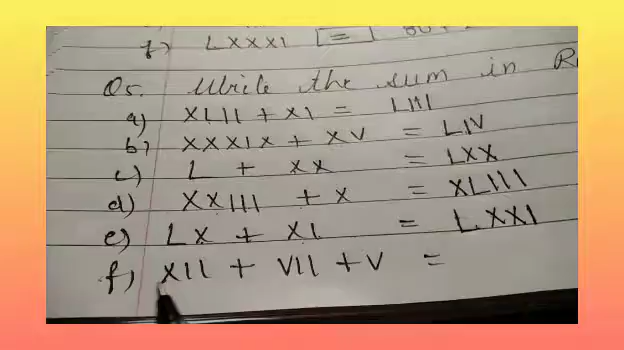 f) LXXXI [=] 80+
Q5. Write the sum in R
a) XLII + XI = LIII
b) XXXIX + XV = LIV
c) L + XX = LXX
d) XXIII + X = XLIII
e) LX + XI = LXXI
f) XII + VII + V =